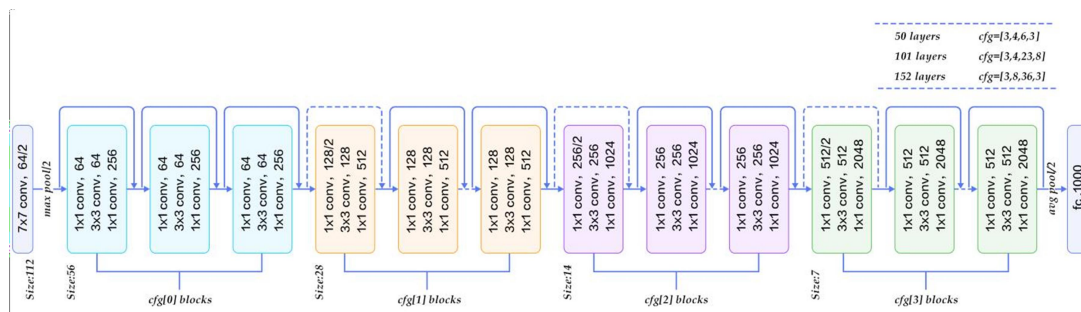 50 layers cfg=[3,4,6,3]
101 layers cfg=[3,4,23,8]
152 layers cfg=[3,8,36,3]
7x7 conv, 64/2
max pool/2
1x1 conv, 64
3x3 conv, 64
1x1 conv, 256
1x1 conv, 64
3x3 conv, 64
1x1 conv, 256
1x1 conv, 64
3x3 conv, 64
1x1 conv, 256
1x1 conv, 128/2
3x3 conv, 128
1x1 conv, 512
1x1 conv, 128
3x3 conv, 128
1x1 conv, 512
1x1 conv, 128
3x3 conv, 128
1x1 conv, 512
1x1 conv, 256/2
3x3 conv, 256
1x1 conv, 1024
1x1 conv, 256
3x3 conv, 256
1x1 conv, 1024
1x1 conv, 256
3x3 conv, 256
1x1 conv, 1024
1x1 conv, 512/2
3x3 conv, 512
1x1 conv, 2048
1x1 conv, 512
3x3 conv, 512
1x1 conv, 2048
1x1 conv, 512
3x3 conv, 512
1x1 conv, 2048
avg pool/2
fc, 1000
Size:112
Size:56
Size:28
Size:14
Size:7
cfg[0] blocks
cfg[1] blocks
cfg[2] blocks
cfg[3] blocks